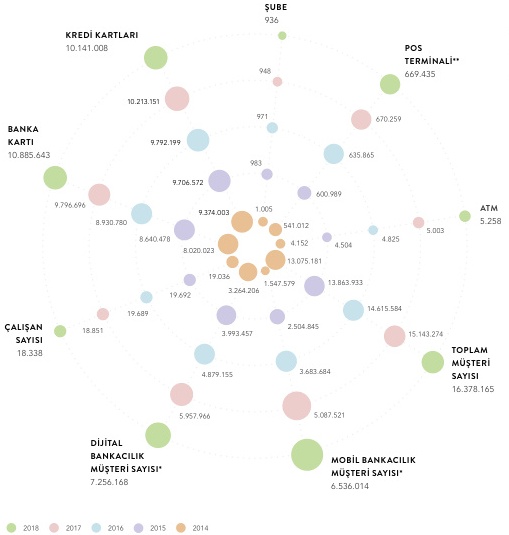 ŞUBE
936
KREDİ KARTLARI
10.141.008
POS
TERMİNALİ**
669.435
948
10.213.151
670.259
971
BANKA
KARTI
10.885.643
9.792.199
635.865
983
9.706.572
600.989
9.796.696
8.930.780
9.374.003
1.005
541.012
ATM
5.258
5.003
4.825
4.504
4.152
8.640.478
8.020.023
13.075.181
19.036
1.547.579
13.863.933
3.264.206
19.692
19.689
14.615.584
ÇALIŞAN
SAYISI
18.338
18.851
3.993.457
2.504.845
15.143.274
TOPLAM
MÜŞTERİ
SAYISI
16.378.165
4.879.155
3.683.684
5.957.966
5.087.521
DİJİTAL
BANKACILIK
MÜŞTERİ SAYISI*
7.256.168
MOBİL BANKACILIK
MÜŞTERİ SAYISI*
6.536.014
2018 2017 2016 2015 2014